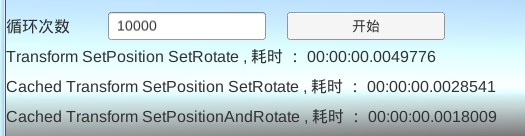 循环次数 10000 开始
Transform SetPosition SetRotate , 耗时 ： 00:00:00.0049776
Cached Transform SetPosition SetRotate , 耗时 ： 00:00:00.0028541
Cached Transform SetPositionAndRotate , 耗时 ： 00:00:00.0018009